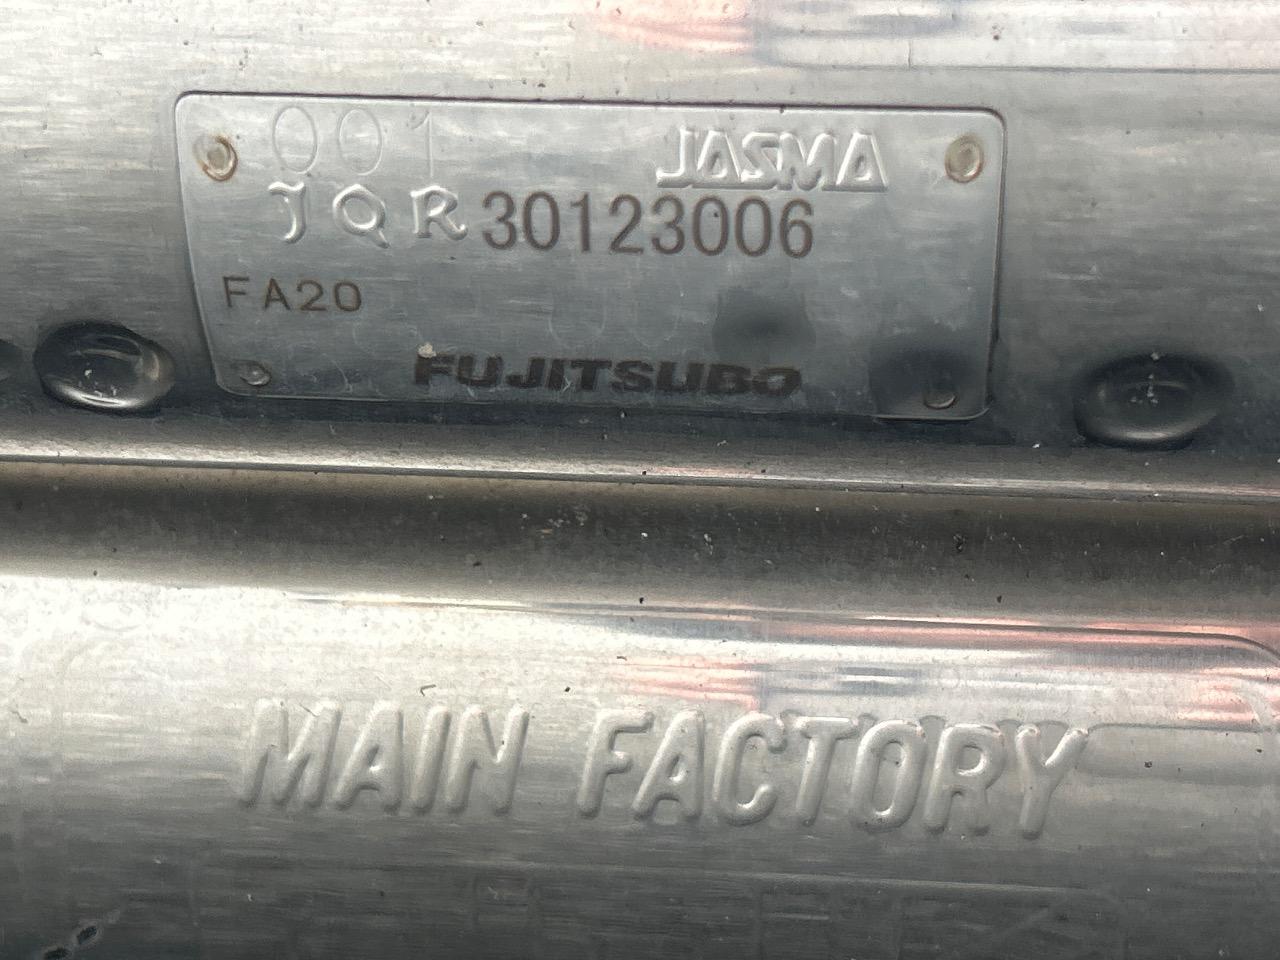 001
JASMA
JQR30123006
FA20
FUJITSUBO
MAIN FACTORY